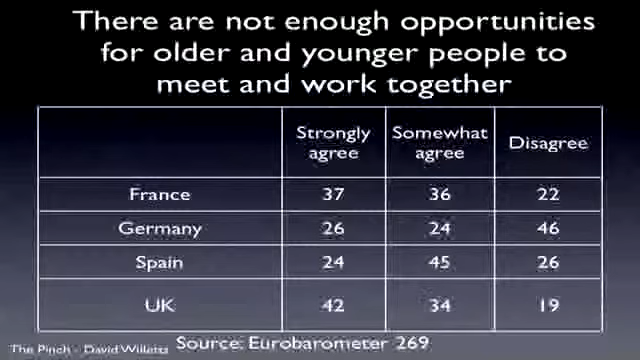 There are not enough opportunities
for older and younger people to
meet and work together
Strongly agree Somewhat agree Disagree
France 37 36 22
Germany 26 24 46
Spain 24 45 26
UK 42 34 19
The Pinch - David Willetts
Source: Eurobarometer 269